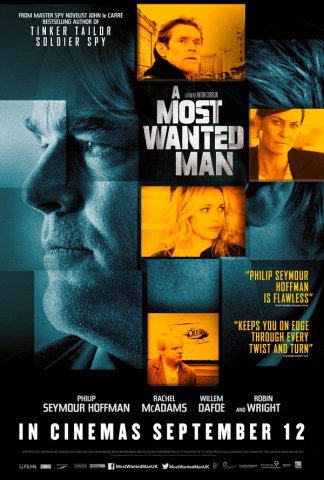 FROM MASTER SPY NOVELIST JOHN le CARRÉ
BESTSELLING AUTHOR OF
TINKER TAILOR
SOLDIER SPY
A FILM BY ANTON CORBIJN
A
MOST
WANTED
MAN
"PHILIP SEYMOUR
HOFFMAN
IS FLAWLESS"
"KEEPS YOU ON EDGE
THROUGH EVERY
TWIST AND TURN"
PHILIP
SEYMOUR HOFFMAN
RACHEL
McADAMS
WILLEM
DAFOE
AND
ROBIN
WRIGHT
IN CINEMAS SEPTEMBER 12
FILM4
MostWantedManUK
MostWantedManUK